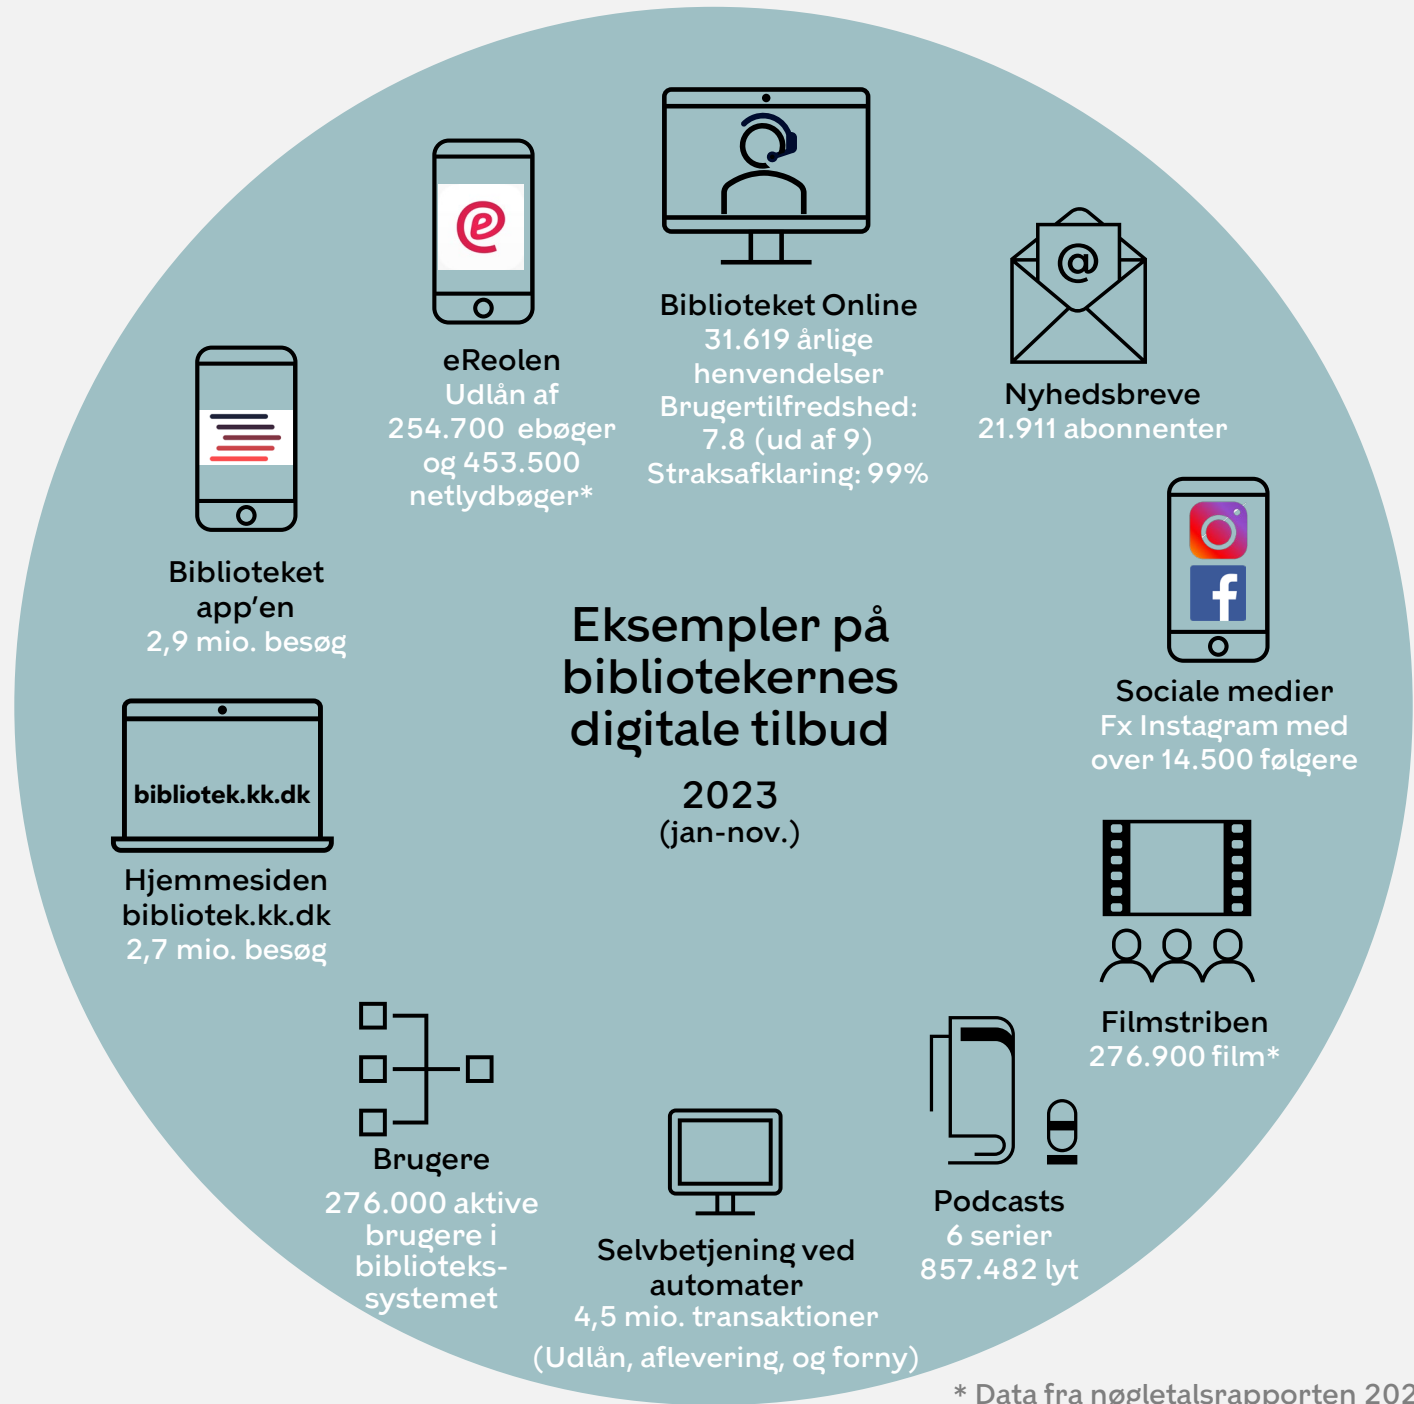 Biblioteket Online
31.619 årlige
henvendelser
Brugertilfredshed:
7.8 (ud af 9)
Straksafklaring: 99%
eReolen
Udlån af
254.700 ebøger
og 453.500
netlydbøger*
@
Nyhedsbreve
21.911 abonnenter
Biblioteket
app'en
2,9 mio. besøg
Eksempler på
bibliotekernes
digitale tilbud
2023
(jan-nov.)
Sociale medier
Fx Instagram med
over 14.500 følgere
bibliotek.kk.dk
Hjemmesiden
bibliotek.kk.dk
2,7 mio. besøg
Filmstriben
276.900 film*
Brugere
276.000 aktive
brugere i
biblioteks-
systemet
Selvbetjening ved
automater
4,5 mio. transaktioner
(Udlån, aflevering, og forny)
Podcasts
6 serier
857.482 lyt
* Data fra nøgletalsrapporten